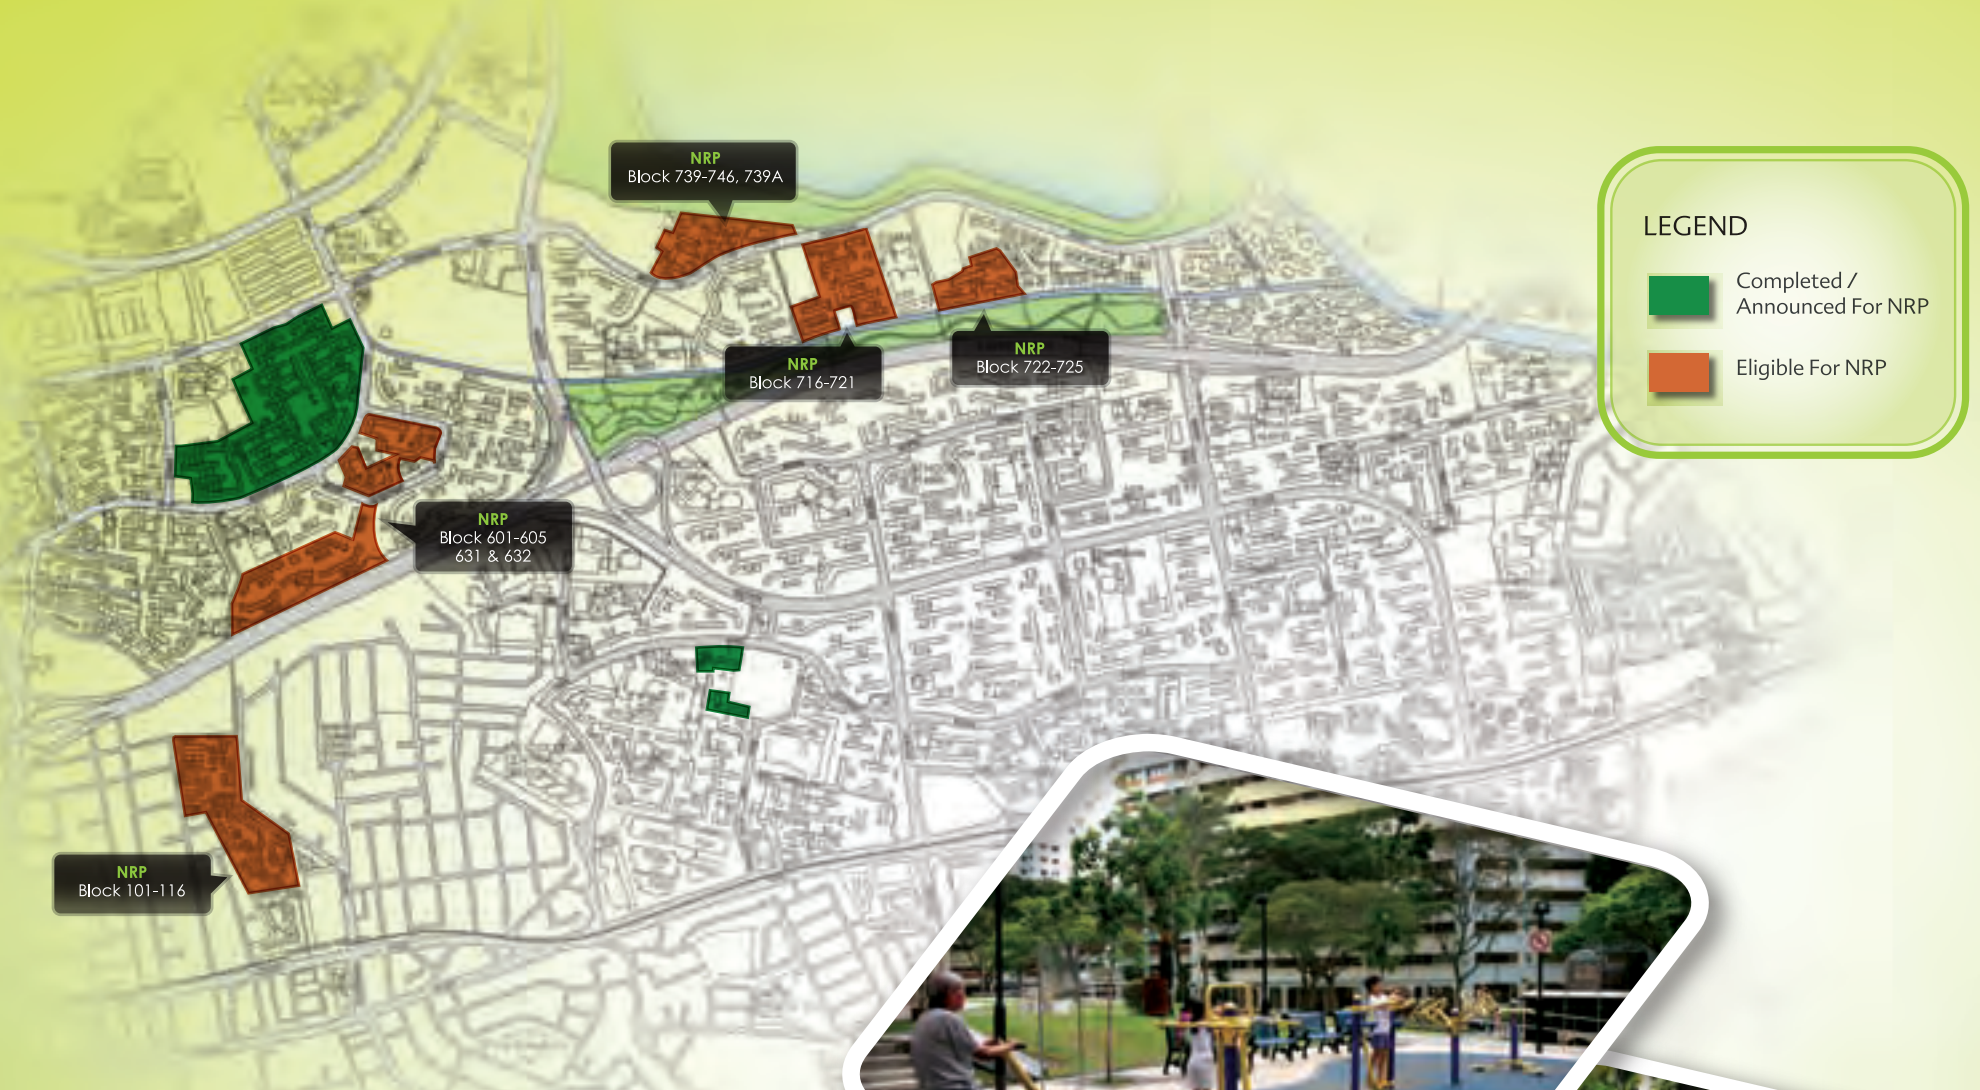 NRP
Block 739-746, 739A
NRP
Block 716-721
NRP
Block 722-725
NRP
Block 601-605
631 & 632
NRP
Block 101-116
LEGEND
Completed /
Announced For NRP
Eligible For NRP